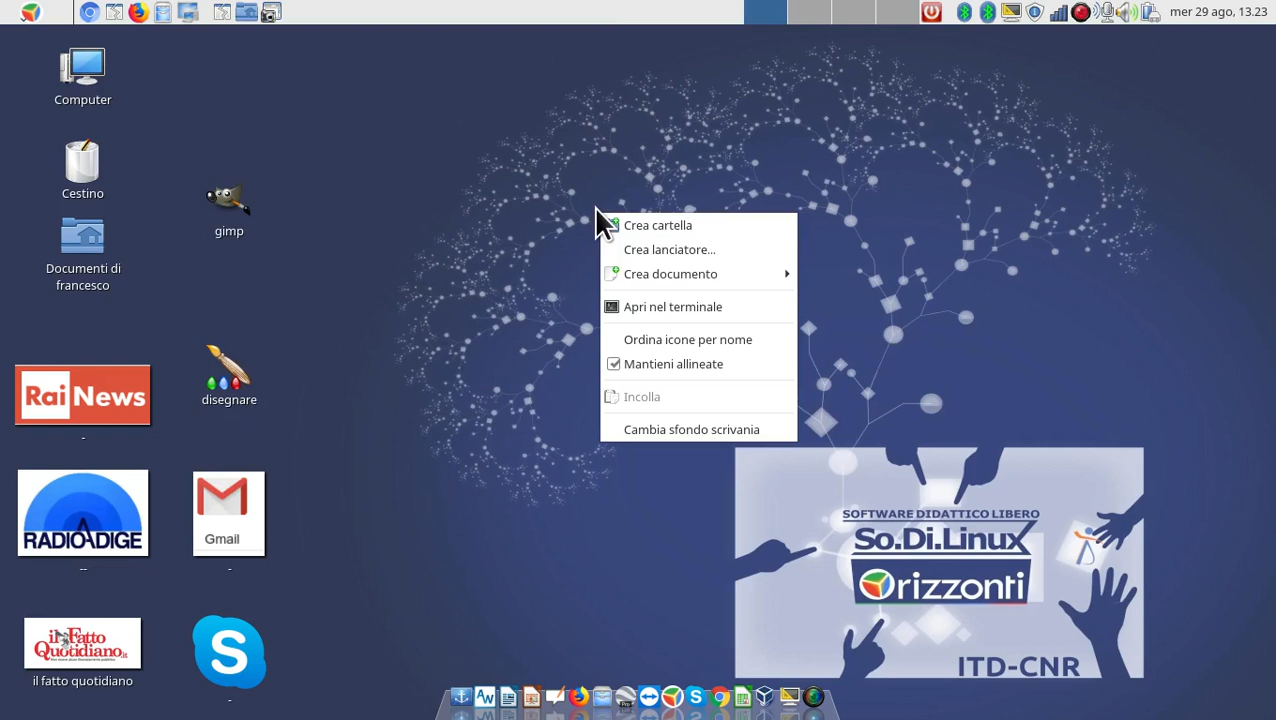 mer 29 ago, 13.23
Computer
Cestino
gimp
Documenti di
francesco
Crea cartella
Crea lanciatore...
Crea documento
Apri nel terminale
Ordina icone per nome
Mantieni allineate
Incolla
Cambia sfondo scrivania
Rai News
-
disegnare
RADIOADIGE
--
Gmail
-
il Fatto
Quotidiano.it
il fatto quotidiano
S
-
SOFTWARE DIDATTICO LIBERO
So.Di.Linux
Orizzonti
ITD-CNR